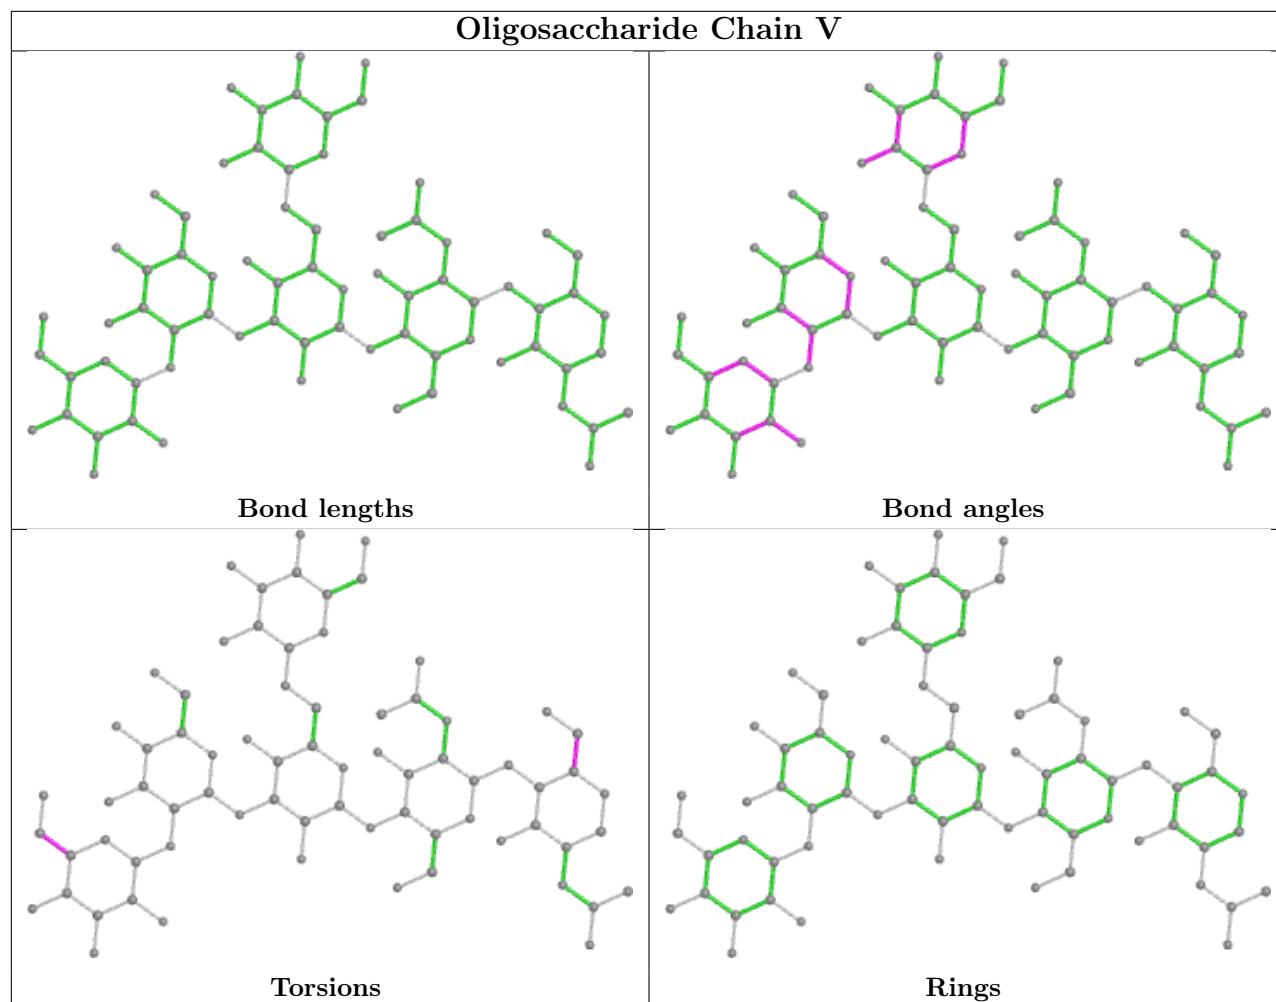 Oligosaccharide Chain V
Bond lengths
Bond angles
Torsions
Rings